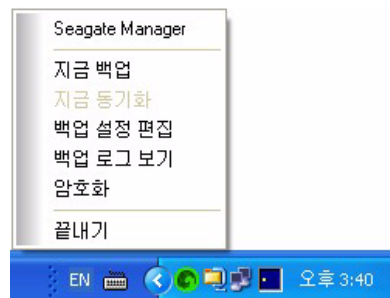 Seagate Manager
지금 백업
지금 동기화
백업 설정 편집
백업 로그 보기
암호화
끝내기
EN
오후 3:40